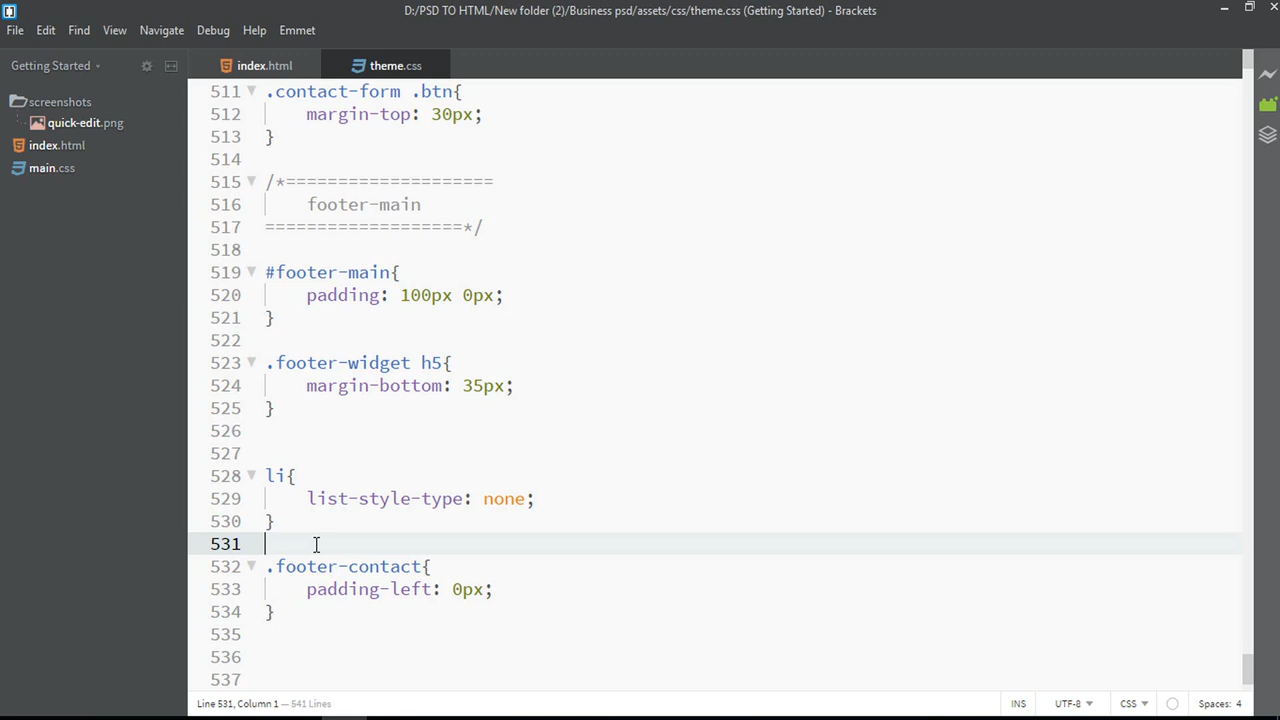 D:/PSD TO HTML/New folder (2)/Business psd/assets/css/theme.css (Getting Started) - Brackets
File Edit Find View Navigate Debug Help Emmet
Getting Started
screenshots
quick-edit.png
index.html
main.css
index.html theme.css
511 .contact-form .btn{
512 margin-top: 30px;
513 }
514
515 /*====================
516 footer-main
517 ===================*/
518
519 #footer-main{
520 padding: 100px 0px;
521 }
522
523 .footer-widget h5{
524 margin-bottom: 35px;
525 }
526
527
528 li{
529 list-style-type: none;
530 }
531
532 .footer-contact{
533 padding-left: 0px;
534 }
535
536
537
Line 531, Column 1 — 541 Lines INS UTF-8 CSS Spaces: 4